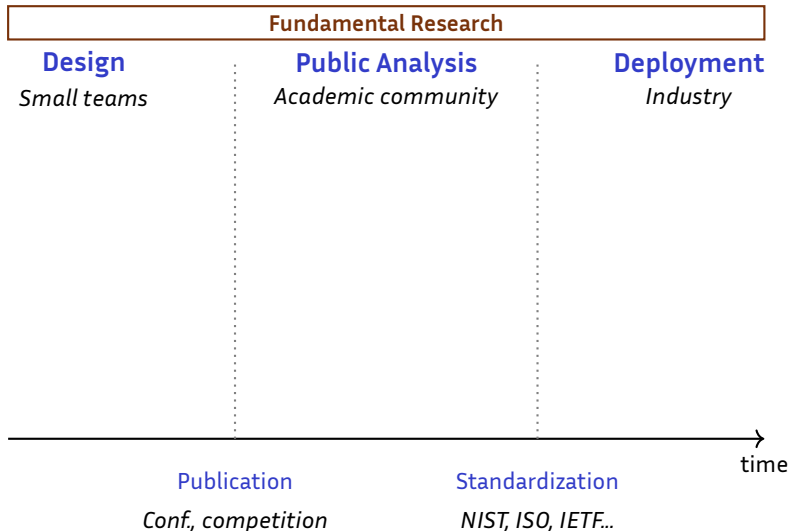 Fundamental Research
Design Public Analysis Deployment
Small teams Academic community Industry
time
Publication Standardization
Conf., competition NIST, ISO, IETF...